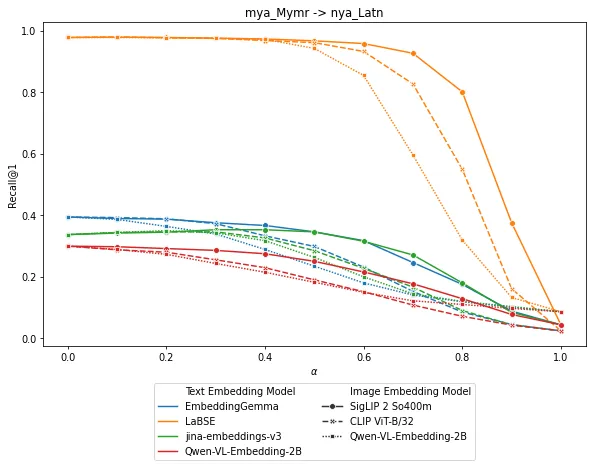 mya_Mymr -> nya_Latn
Recall@1
1.0
0.8
0.6
0.4
0.2
0.0
0.0 0.2 0.4 0.6 0.8 1.0
α
Text Embedding Model
EmbeddingGemma
LaBSE
jina-embeddings-v3
Qwen-VL-Embedding-2B
Image Embedding Model
SigLIP 2 So400m
CLIP ViT-B/32
Qwen-VL-Embedding-2B